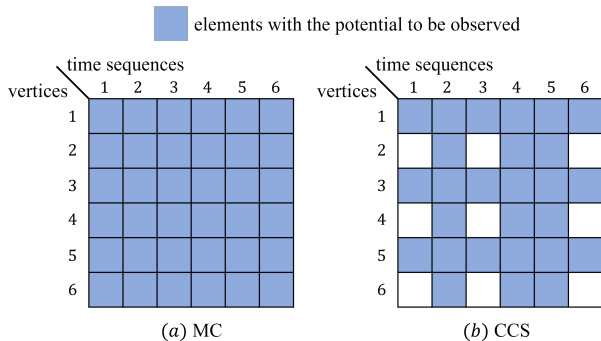 elements with the potential to be observed
time sequences time sequences
vertices 1 2 3 4 5 6 vertices 1 2 3 4 5 6
1 1
2 2
3 3
4 4
5 5
6 6
(a) MC (b) CCS